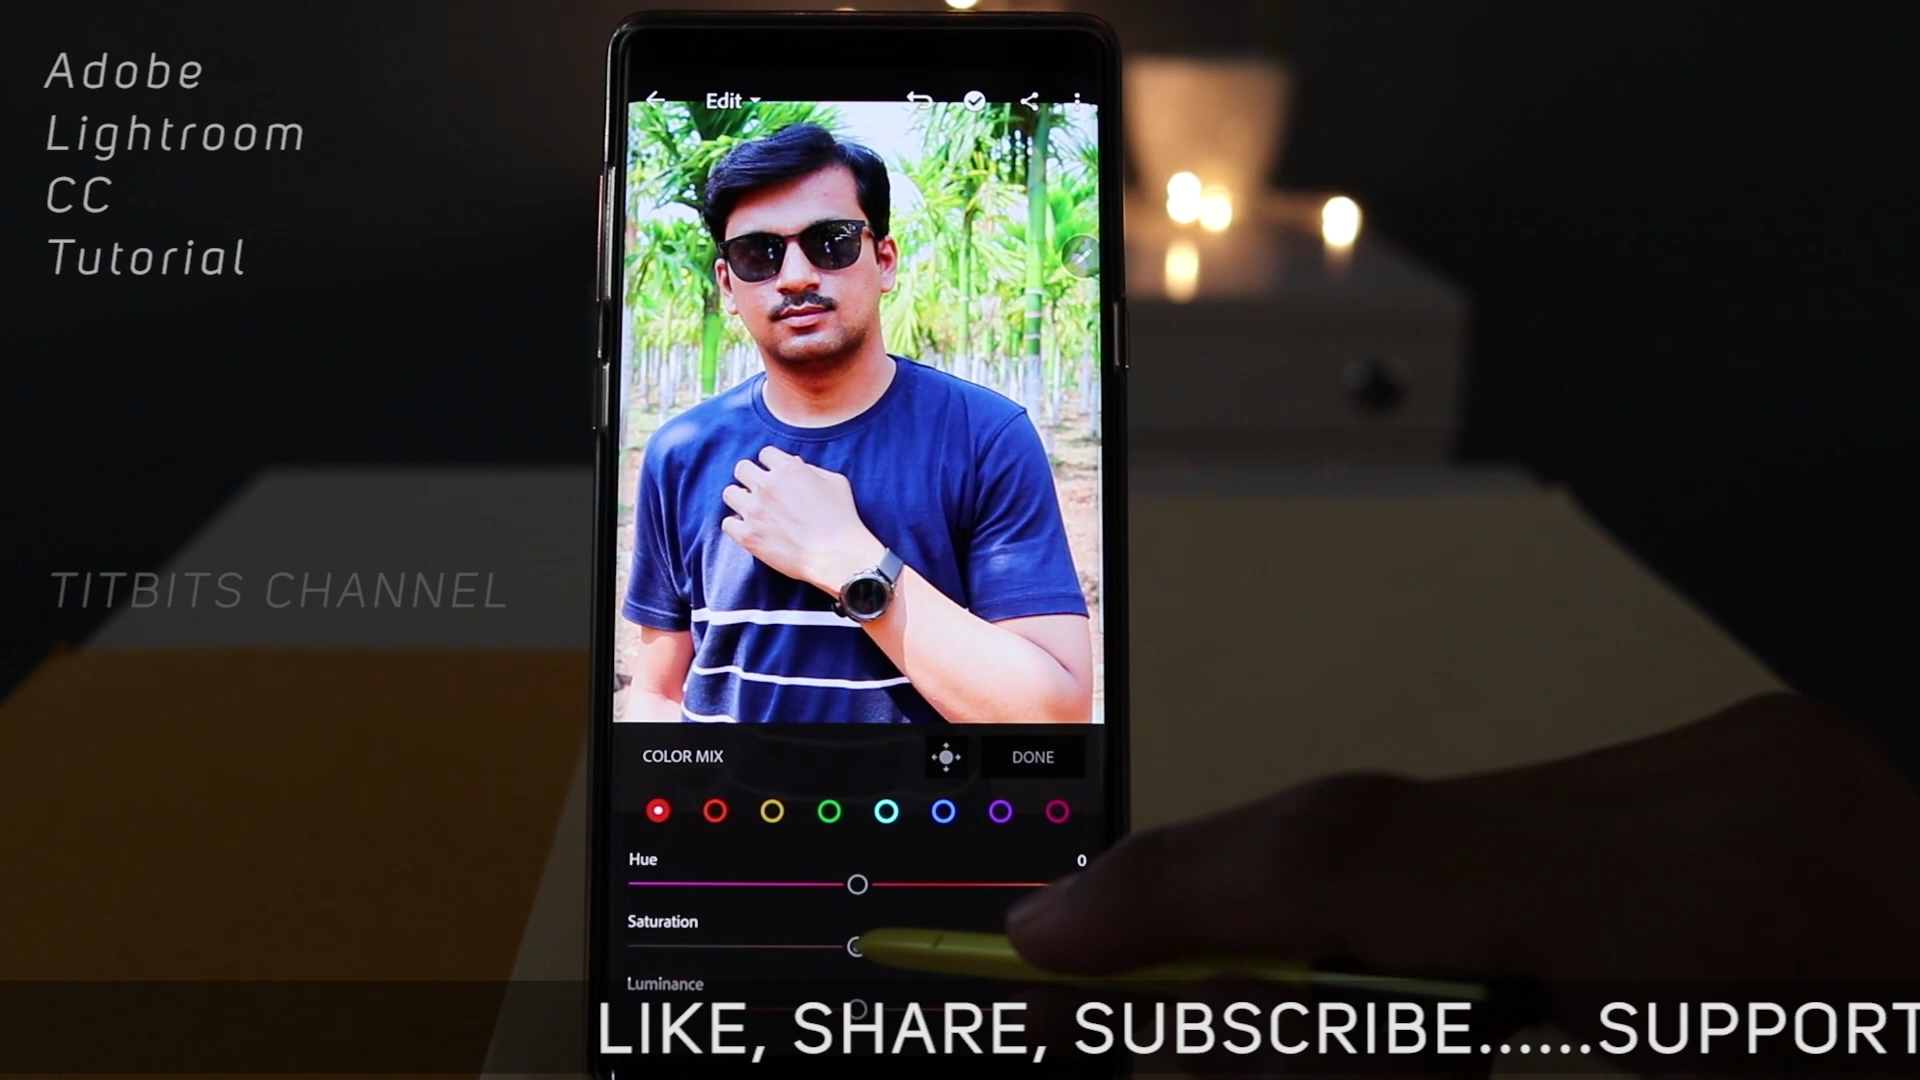 Adobe
Lightroom
CC
Tutorial
TITBITS CHANNEL
Edit
COLOR MIX
DONE
Hue 0
Saturation
Luminance
LIKE, SHARE, SUBSCRIBE......SUPPORT